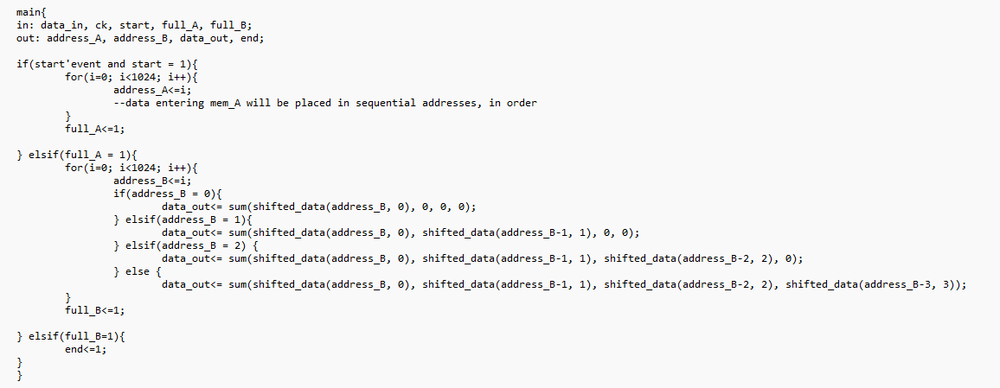 main{
in: data_in, ck, start, full_A, full_B;
out: address_A, address_B, data_out, end;

if(start'event and start = 1){
        for(i=0; i<1024; i++){
                address_A<=i;
                --data entering mem_A will be placed in sequential addresses, in order
        }
        full_A<=1;

} elsif(full_A = 1){
        for(i=0; i<1024; i++){
                address_B<=i;
                if(address_B = 0){
                        data_out<= sum(shifted_data(address_B, 0), 0, 0, 0);
                } elsif(address_B = 1){
                        data_out<= sum(shifted_data(address_B, 0), shifted_data(address_B-1, 1), 0, 0);
                } elsif(address_B = 2) {
                        data_out<= sum(shifted_data(address_B, 0), shifted_data(address_B-1, 1), shifted_data(address_B-2, 2), 0);
                } else {
                        data_out<= sum(shifted_data(address_B, 0), shifted_data(address_B-1, 1), shifted_data(address_B-2, 2), shifted_data(address_B-3, 3));
        }
        full_B<=1;

} elsif(full_B=1){
        end<=1;
}
}